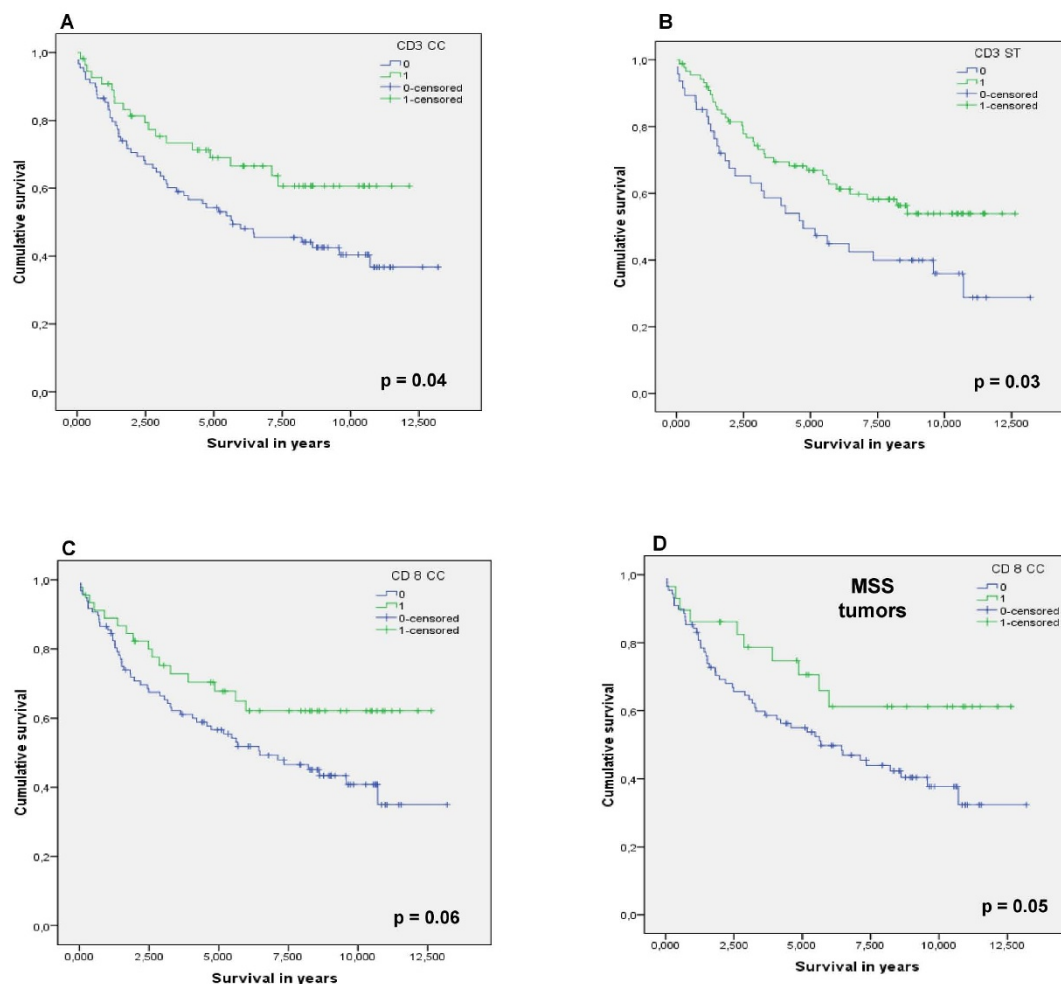 A
CD3 CC
0
1
0-censored
1-censored
Cumulative survival
1,0
0,8
0,6
0,4
0,2
0,0
p = 0.04
0,000 2,500 5,000 7,500 10,000 12,500
Survival in years
B
CD3 ST
0
1
0-censored
1-censored
Cumulative survival
1,0
0,8
0,6
0,4
0,2
0,0
p = 0.03
0,000 2,500 5,000 7,500 10,000 12,500
Survival in years
C
CD 8 CC
0
1
0-censored
1-censored
Cumulative survival
1,0
0,8
0,6
0,4
0,2
0,0
p = 0.06
0,000 2,500 5,000 7,500 10,000 12,500
Survival in years
D
CD 8 CC
MSS
tumors
0
1
0-censored
1-censored
Cumulative survival
1,0
0,8
0,6
0,4
0,2
0,0
p = 0.05
0,000 2,500 5,000 7,500 10,000 12,500
Survival in years